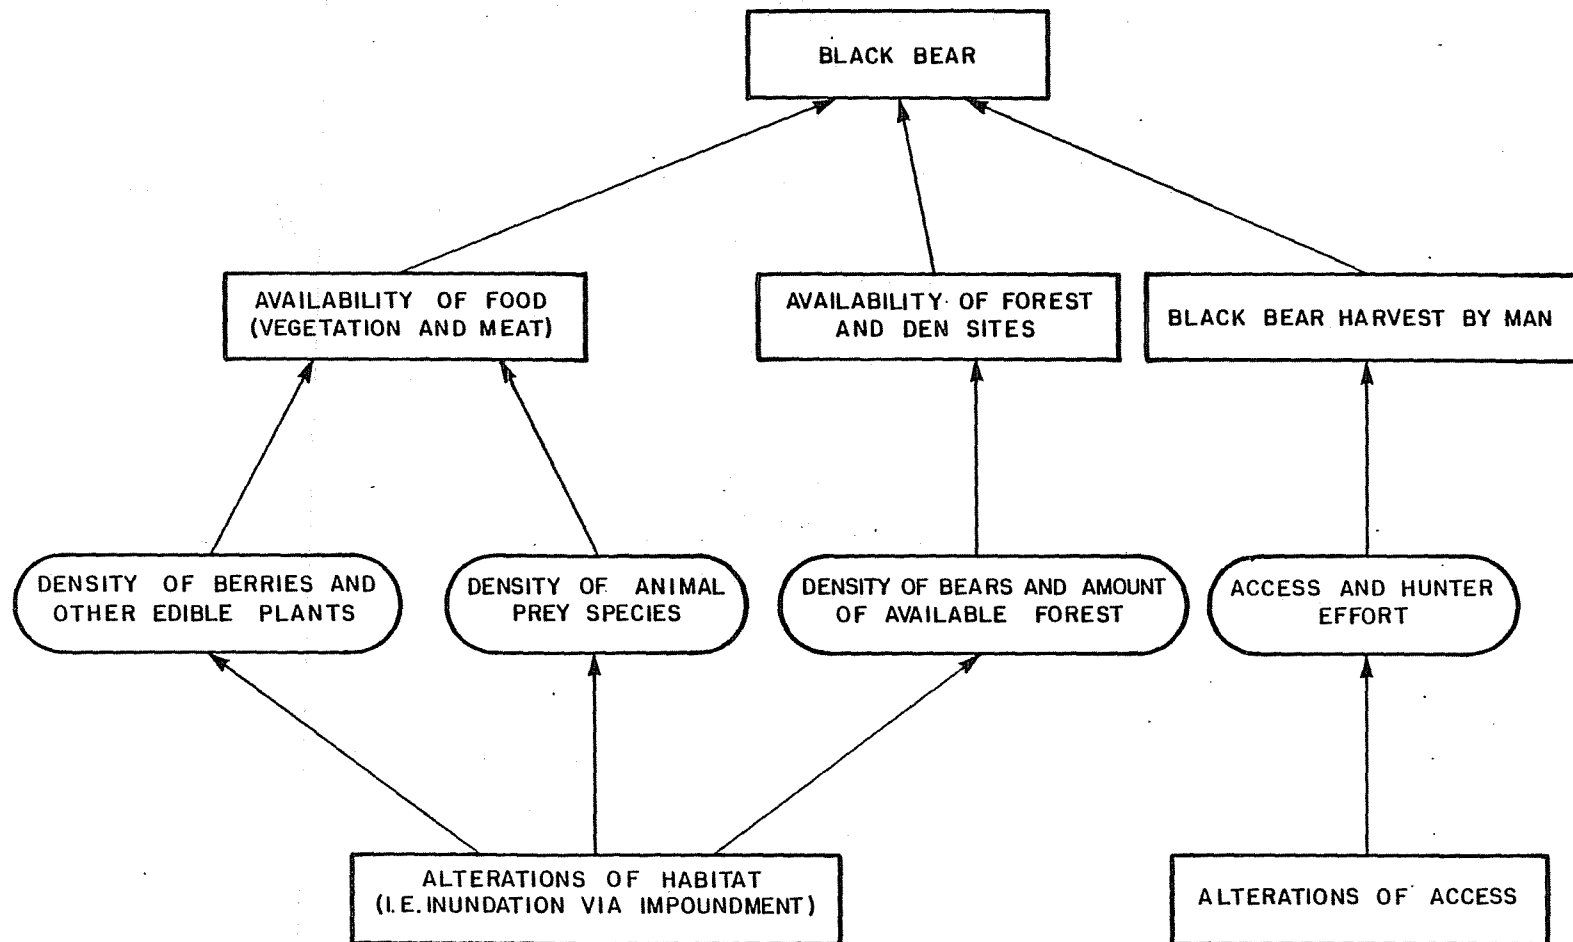 BLACK BEAR
AVAILABILITY OF FOOD
(VEGETATION AND MEAT)
AVAILABILITY OF FOREST
AND DEN SITES
BLACK BEAR HARVEST BY MAN
DENSITY OF BERRIES AND
OTHER EDIBLE PLANTS
DENSITY OF ANIMAL
PREY SPECIES
DENSITY OF BEARS AND AMOUNT
OF AVAILABLE FOREST
ACCESS AND HUNTER
EFFORT
ALTERATIONS OF HABITAT
(I.E. INUNDATION VIA IMPOUNDMENT)
ALTERATIONS OF ACCESS